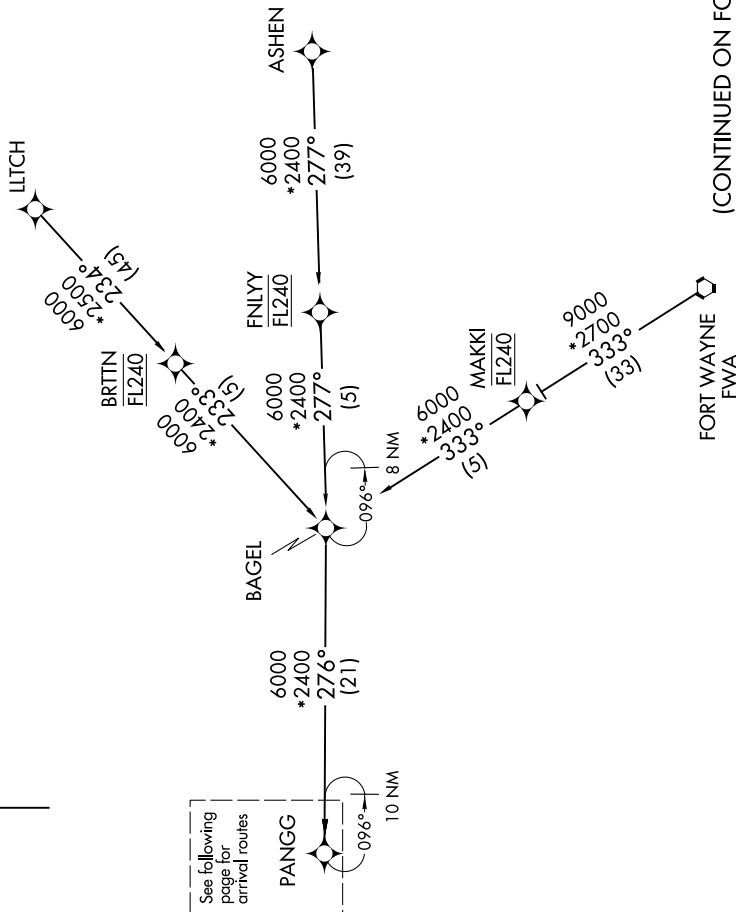 LLTCH
6000
*2500
234°
(45)
BRTTN
FL240
6000
*2400
233°
(5)
ASHEN
6000
*2400
277°
(39)
FNLYY
FL240
6000
*2400
277°
(5)
BAGEL
096°
8 NM
MAKKI
FL240
6000
*2400
333°
(5)
9000
*2700
333°
(33)
FORT WAYNE
FWA
6000
*2400
276°
(21)
See following
page for
arrival routes
PANGG
096°
10 NM
(CONTINUED ON FO